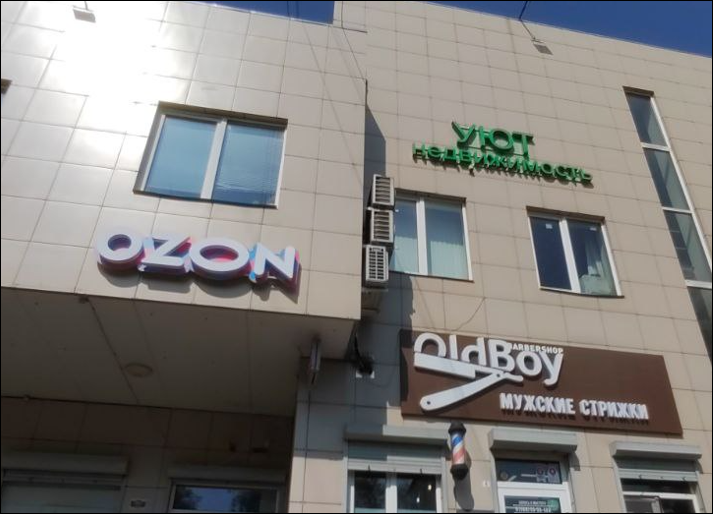 УЮТ
недвижимость
OZON
BARBERSHOP
OldBoy
МУЖСКИЕ СТРИЖКИ